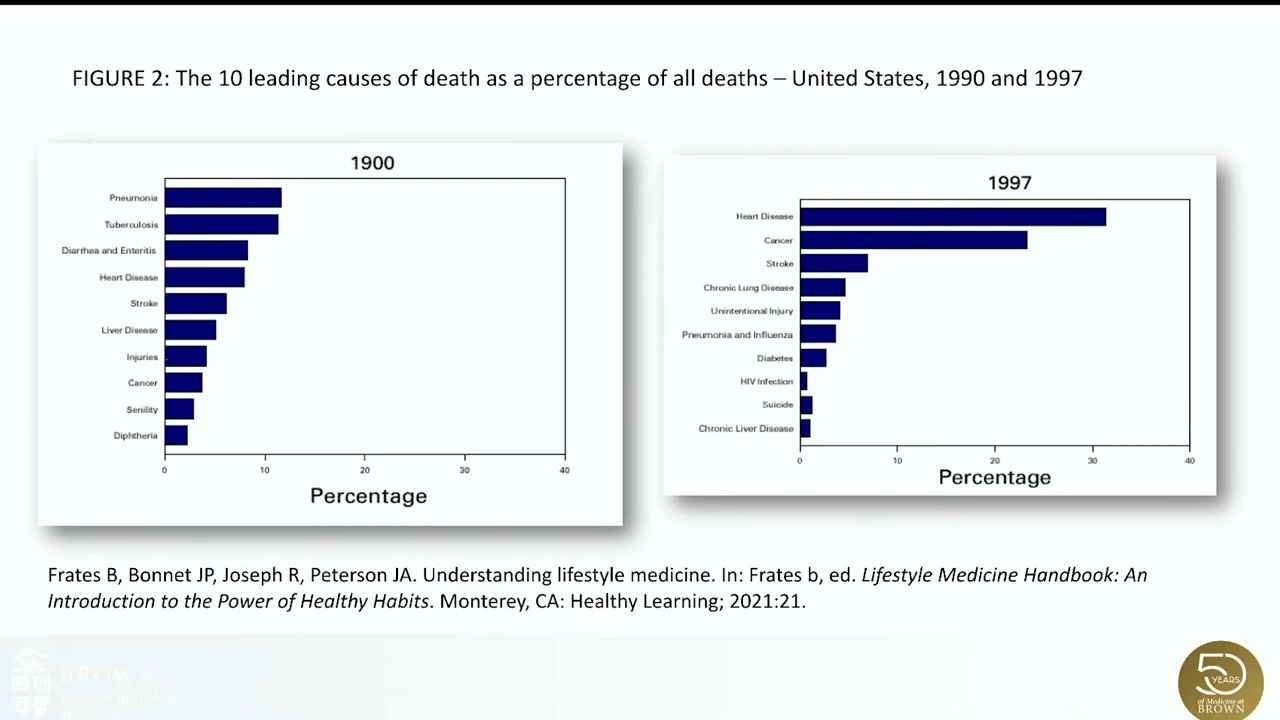 FIGURE 2: The 10 leading causes of death as a percentage of all deaths – United States, 1990 and 1997
1900
Pneumonia
Tuberculosis
Diarrhea and Enteritis
Heart Disease
Stroke
Liver Disease
Injuries
Cancer
Senility
Diphtheria
0 10 20 30 40
Percentage
1997
Heart Disease
Cancer
Stroke
Chronic Lung Disease
Unintentional Injury
Pneumonia and Influenza
Diabetes
HIV Infection
Suicide
Chronic Liver Disease
0 10 20 30 40
Percentage
Frates B, Bonnet JP, Joseph R, Peterson JA. Understanding lifestyle medicine. In: Frates b, ed. Lifestyle Medicine Handbook: An
Introduction to the Power of Healthy Habits. Monterey, CA: Healthy Learning; 2021:21.
BROWN
50
YEARS
of Medicine at
BROWN